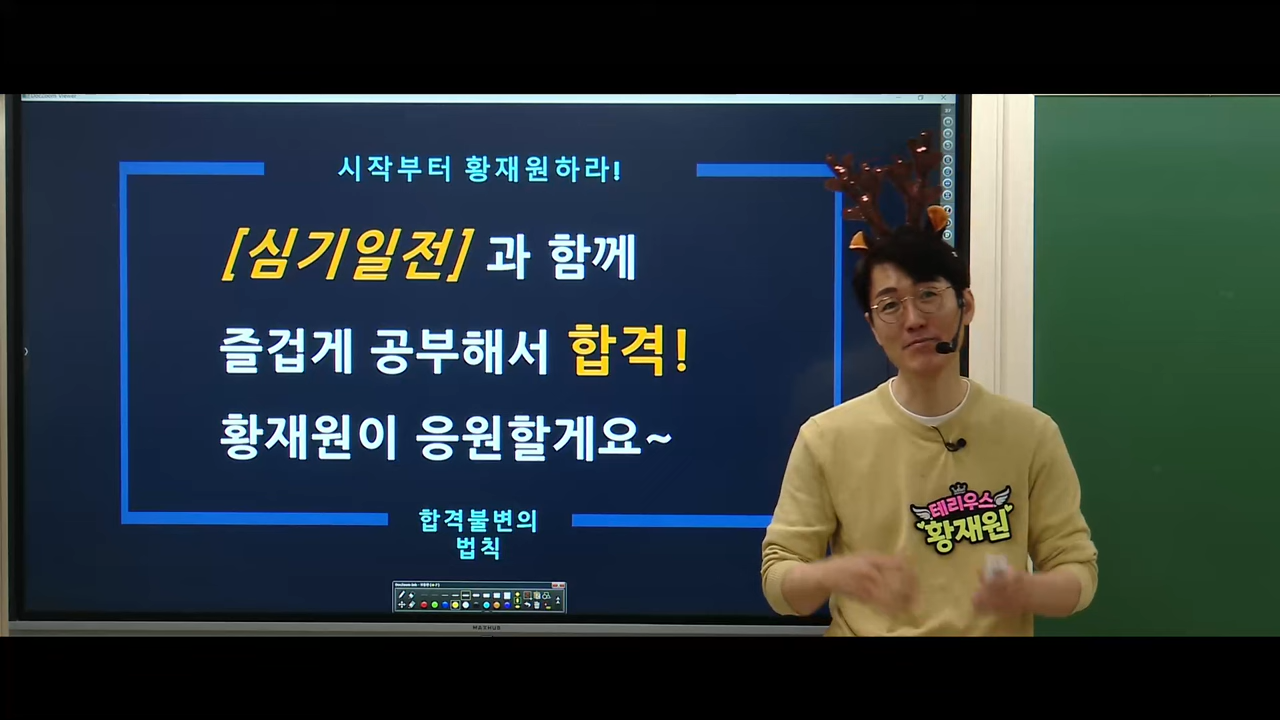 시작부터 황재원하라!
[심기일전] 과 함께
즐겁게 공부해서 합격!
황재원이 응원할게요~
합격불변의
법칙
테리우스
황재원
MAXHUB